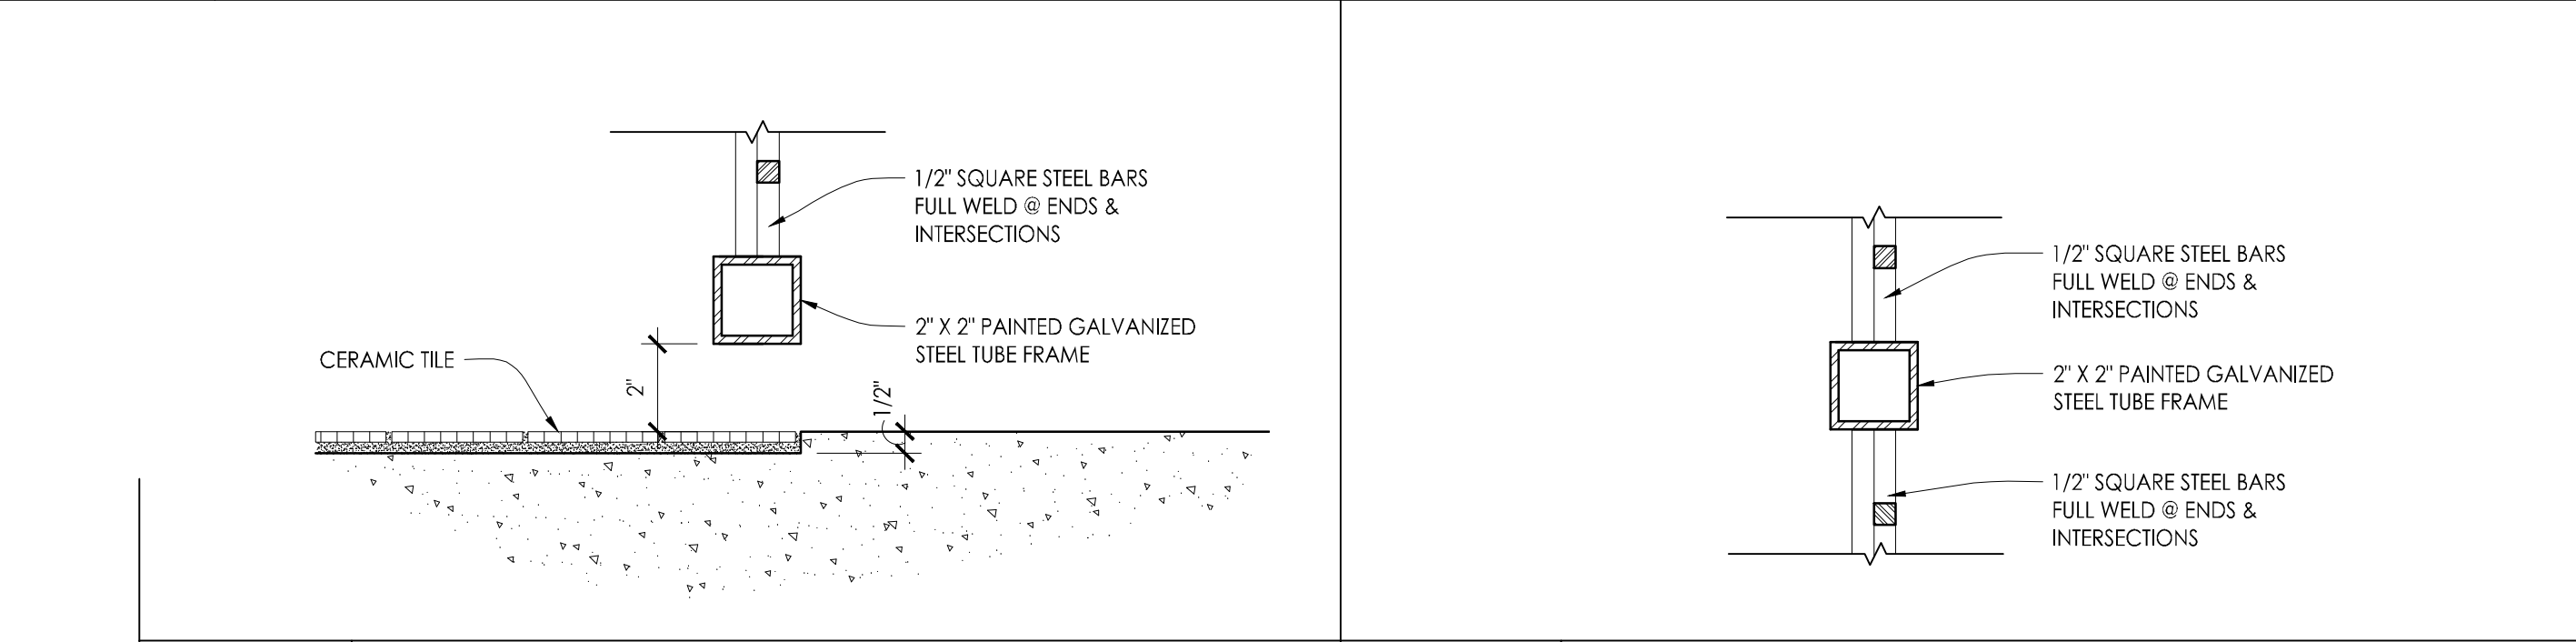 1/2" SQUARE STEEL BARS
FULL WELD @ ENDS &
INTERSECTIONS
2" X 2" PAINTED GALVANIZED
STEEL TUBE FRAME
CERAMIC TILE
2"
1/2"
1/2" SQUARE STEEL BARS
FULL WELD @ ENDS &
INTERSECTIONS
2" X 2" PAINTED GALVANIZED
STEEL TUBE FRAME
1/2" SQUARE STEEL BARS
FULL WELD @ ENDS &
INTERSECTIONS